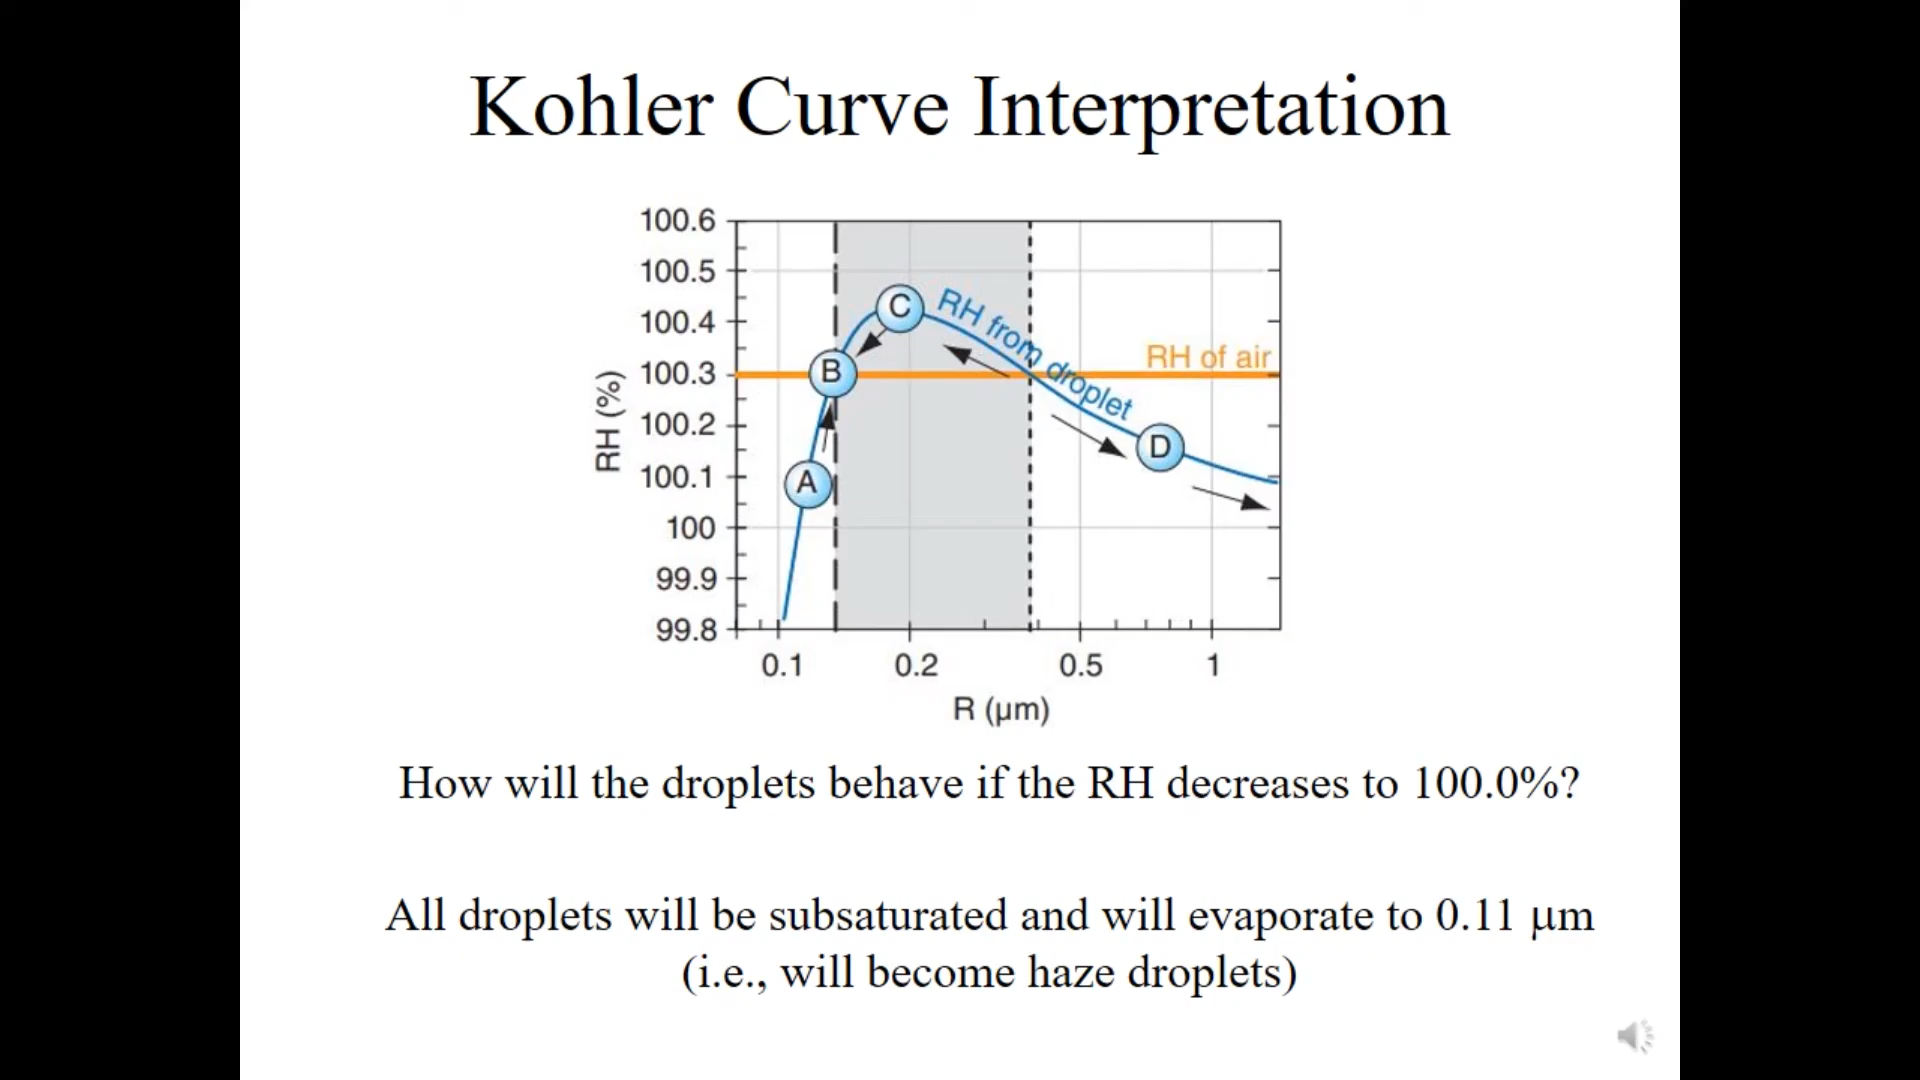 Kohler Curve Interpretation
100.6
100.5
100.4
100.3
100.2
100.1
100
99.9
99.8
RH (%)
A
B
C
D
RH from droplet
RH of air
0.1
0.2
0.5
1
R (μm)
How will the droplets behave if the RH decreases to 100.0%?
All droplets will be subsaturated and will evaporate to 0.11 μm
(i.e., will become haze droplets)